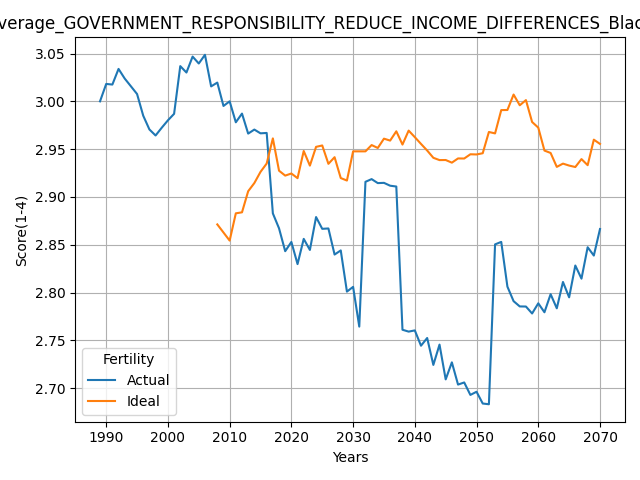 verage_GOVERNMENT_RESPONSIBILITY_REDUCE_INCOME_DIFFERENCES_Blac
3.05
3.00
2.95
2.90
2.85
2.80
2.75
2.70
Score(1-4)
Fertility
Actual
Ideal
1990 2000 2010 2020 2030 2040 2050 2060 2070
Years